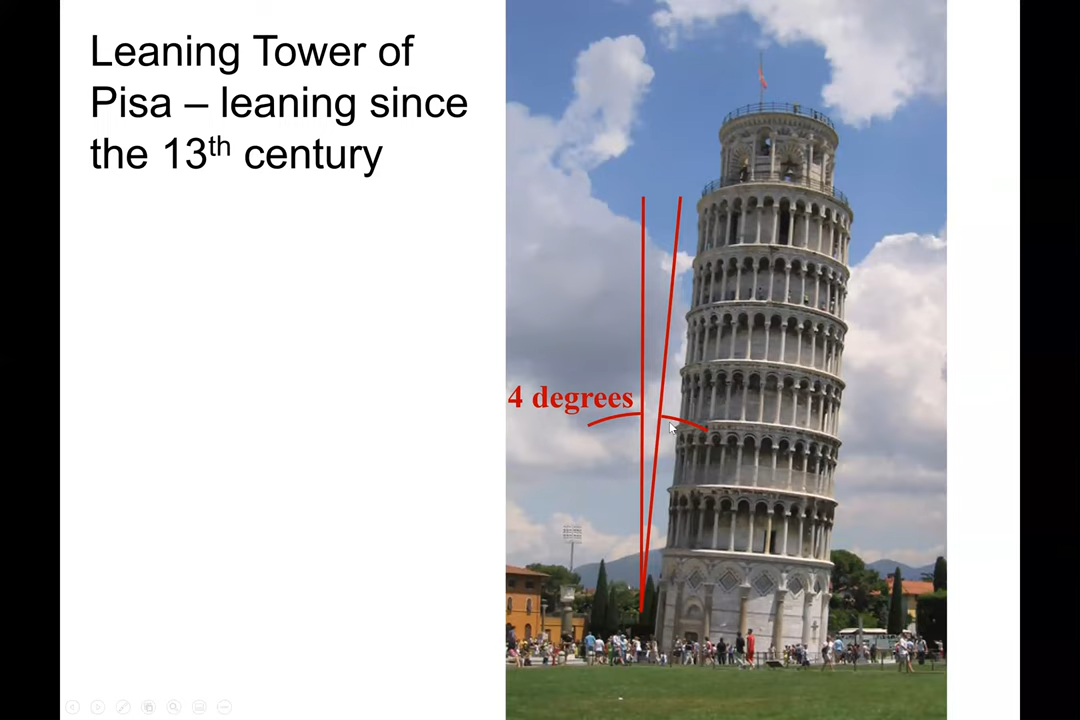 Leaning Tower of
Pisa – leaning since
the 13th century
4 degrees